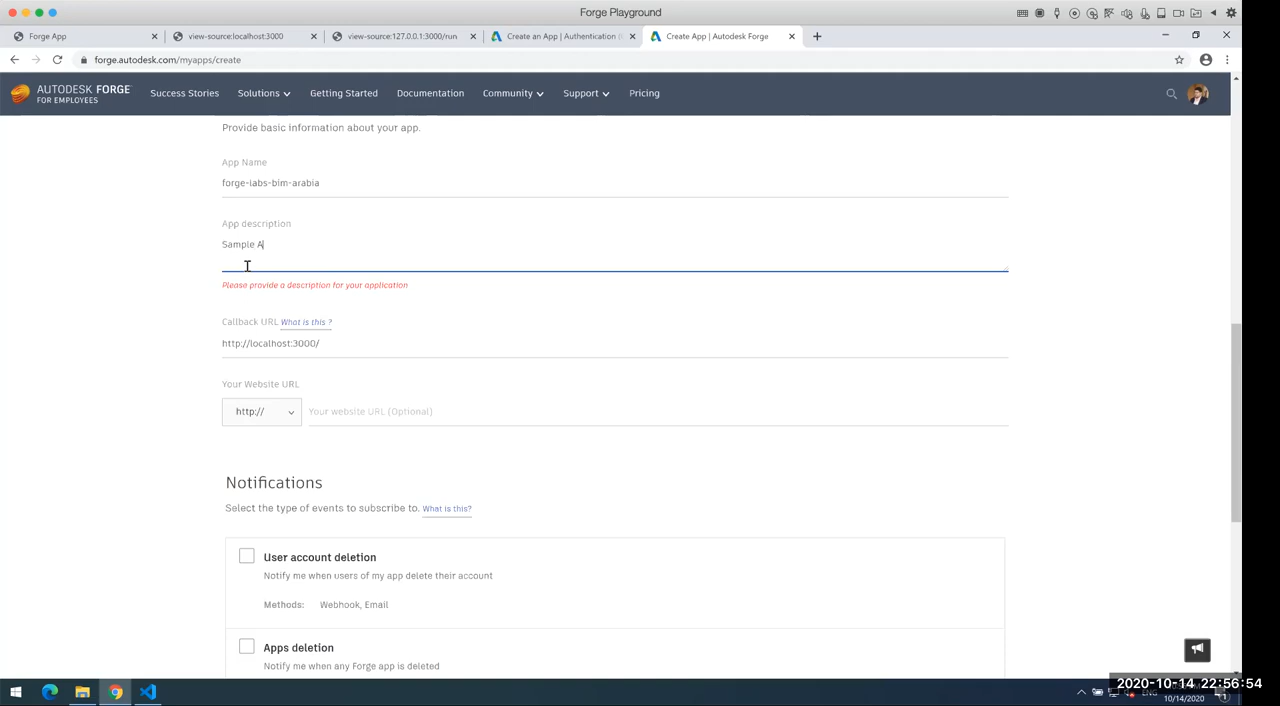 Forge Playground
Forge App
view-source:localhost:3000
view-source:127.0.0.1:3000/run
Create an App | Authentication (
Create App | Autodesk Forge
forge.autodesk.com/myapps/create
AUTODESK FORGE
FOR EMPLOYEES
Success Stories
Solutions
Getting Started
Documentation
Community
Support
Pricing
Provide basic information about your app.
App Name
forge-labs-bim-arabia
App description
Sample A
Please provide a description for your application
Callback URL What is this ?
http://localhost:3000/
Your Website URL
http://
Your website URL (Optional)
Notifications
Select the type of events to subscribe to. What is this?
User account deletion
Notify me when users of my app delete their account
Methods: Webhook, Email
Apps deletion
Notify me when any Forge app is deleted
2020-10-14 22:56:54
ENG
10/14/2020